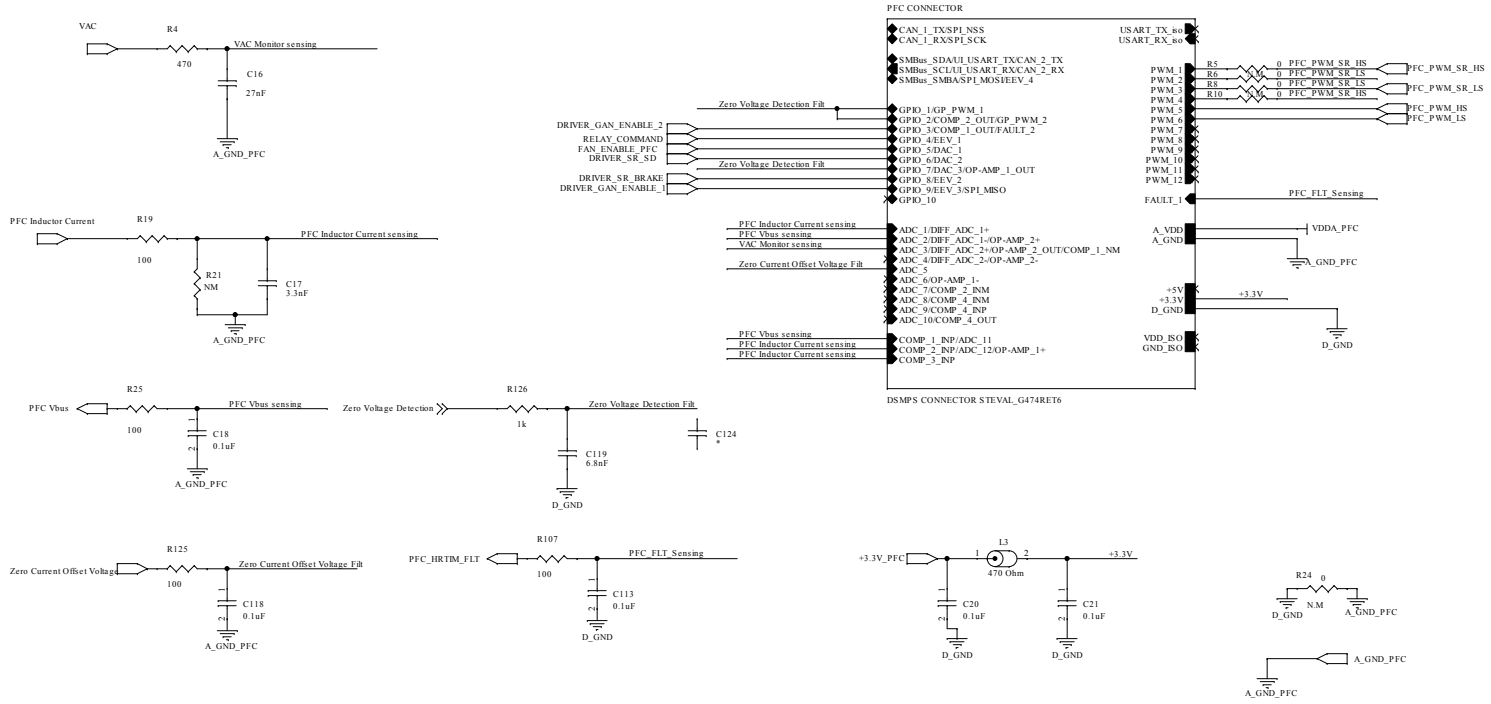 PFC CONNECTOR
VAC
R4
470
VAC Monitor sensing
C16
27nF
A_GND_PFC
CAN_1_TX/SPI_NSS
CAN_1_RX/SPI_SCK
SMBus_SDA/UI_USART_TX/CAN_2_TX
SMBus_SCL/UI_USART_RX/CAN_2_RX
SMBus_SMBA/SPI_MOSI/EEV_4
GPIO_1/GP_PWM_1
GPIO_2/COMP_2_OUT/GP_PWM_2
GPIO_3/COMP_1_OUT/FAULT_2
GPIO_4/EEV_1
GPIO_5/DAC_1
GPIO_6/DAC_2
GPIO_7/DAC_3/OP-AMP_1_OUT
GPIO_8/EEV_2
GPIO_9/EEV_3/SPI_MISO
GPIO_10
ADC_1/DIFF_ADC_1+
ADC_2/DIFF_ADC_1-/OP-AMP_2+
ADC_3/DIFF_ADC_2+/OP-AMP_2_OUT/COMP_1_NM
ADC_4/DIFF_ADC_2-/OP-AMP_2-
ADC_5
ADC_6/OP-AMP_1-
ADC_7/COMP_2_INM
ADC_8/COMP_4_INM
ADC_9/COMP_4_INP
ADC_10/COMP_4_OUT
COMP_1_INP/ADC_11
COMP_2_INP/ADC_12/OP-AMP_1+
COMP_3_INP
Zero Voltage Detection Filt
DRIVER_GAN_ENABLE_2
RELAY_COMMAND
FAN_ENABLE_PFC
DRIVER_SR_SD
Zero Voltage Detection Filt
DRIVER_SR_BRAKE
DRIVER_GAN_ENABLE_1
PFC Inductor Current sensing
PFC Vbus sensing
VAC Monitor sensing
Zero Current Offset Voltage Filt
PFC Vbus sensing
PFC Inductor Current sensing
PFC Inductor Current sensing
USART_TX_iso
USART_RX_iso
PWM_1
PWM_2
PWM_3
PWM_4
PWM_5
PWM_6
PWM_7
PWM_8
PWM_9
PWM_10
PWM_11
PWM_12
FAULT_1
A_VDD
A_GND
+5V
+3.3V
D_GND
VDD_ISO
GND_ISO
R5 0 PFC_PWM_SR_HS
R6 N.M 0 PFC_PWM_SR_LS
R8 0 PFC_PWM_SR_LS
R10 N.M 0 PFC_PWM_SR_HS
PFC_PWM_SR_HS
PFC_PWM_SR_LS
PFC_PWM_HS
PFC_PWM_LS
PFC_FLT_Sensing
VDDA_PFC
A_GND_PFC
+3.3V
D_GND
DSMPS CONNECTOR STEVAL_G474RET6
PFC Inductor Current
R19
100
PFC Inductor Current sensing
R21
NM
C17
3.3nF
A_GND_PFC
PFC Vbus
R25
100
PFC Vbus sensing
1
2
C18
0.1uF
A_GND_PFC
Zero Voltage Detection
R126
1k
Zero Voltage Detection Filt
C119
6.8nF
D_GND
C124
*
Zero Current Offset Voltage
R125
100
Zero Current Offset Voltage Filt
1
2
C118
0.1uF
A_GND_PFC
PFC_HRTIM_FLT
R107
100
PFC_FLT_Sensing
1
2
C113
0.1uF
D_GND
+3.3V_PFC
L3
1
2
470 Ohm
+3.3V
1
2
C20
0.1uF
D_GND
1
2
C21
0.1uF
D_GND
R24 0
N.M
D_GND
A_GND_PFC
A_GND_PFC
A_GND_PFC